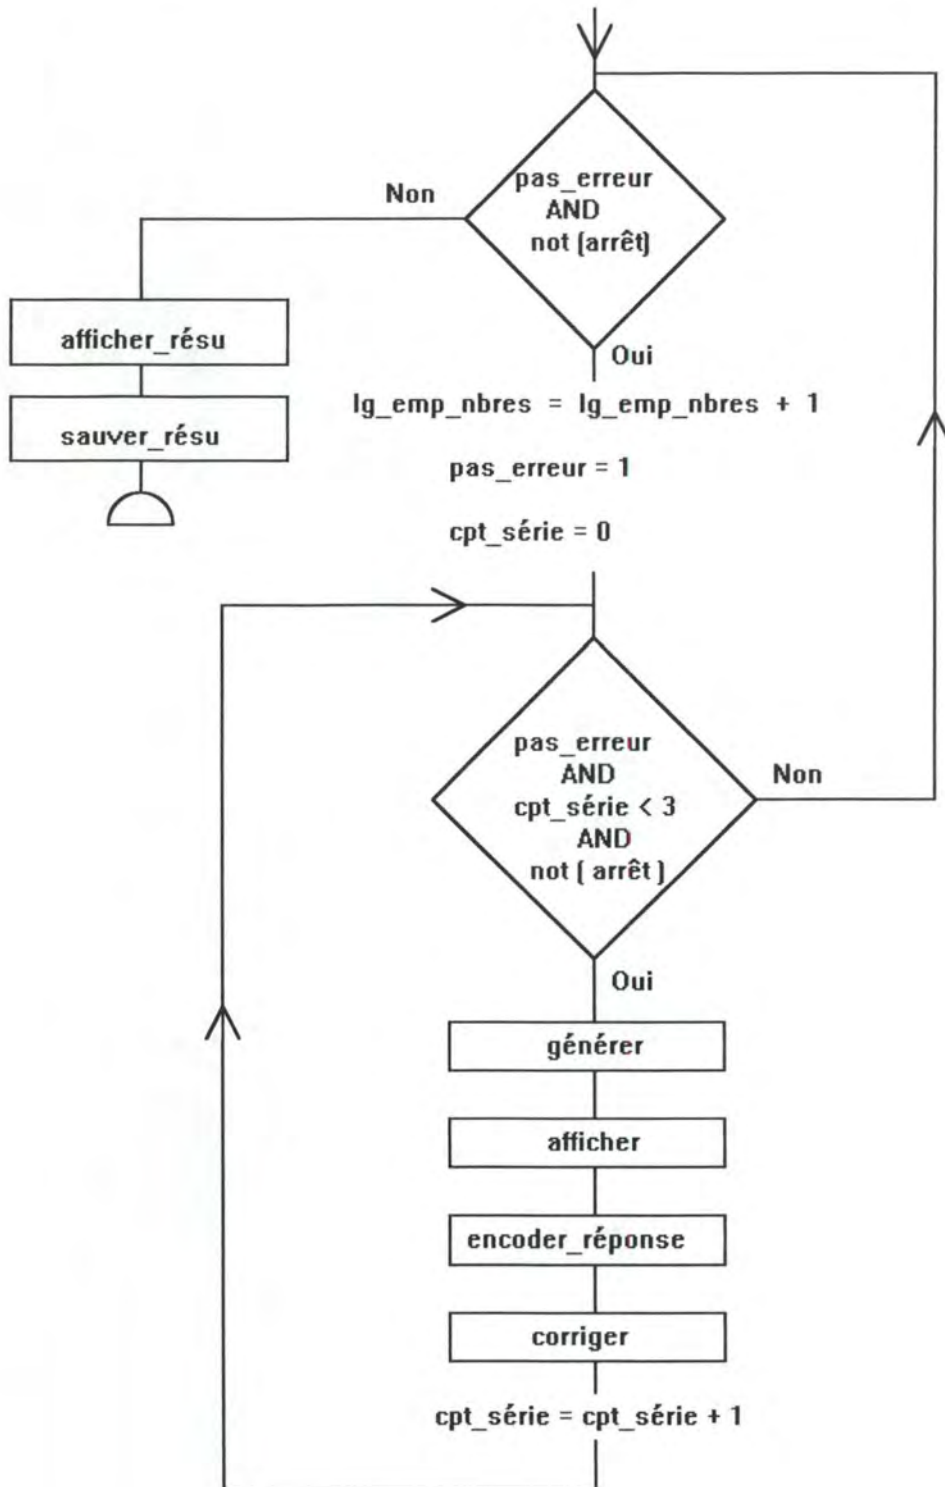 pas_erreur
AND
not (arrêt)
Non
Oui
afficher_résu
sauver_résu
lg_emp_nbres = lg_emp_nbres + 1
pas_erreur = 1
cpt_série = 0
pas_erreur
AND
cpt_série < 3
AND
not ( arrêt )
Non
Oui
générer
afficher
encoder_réponse
corriger
cpt_série = cpt_série + 1